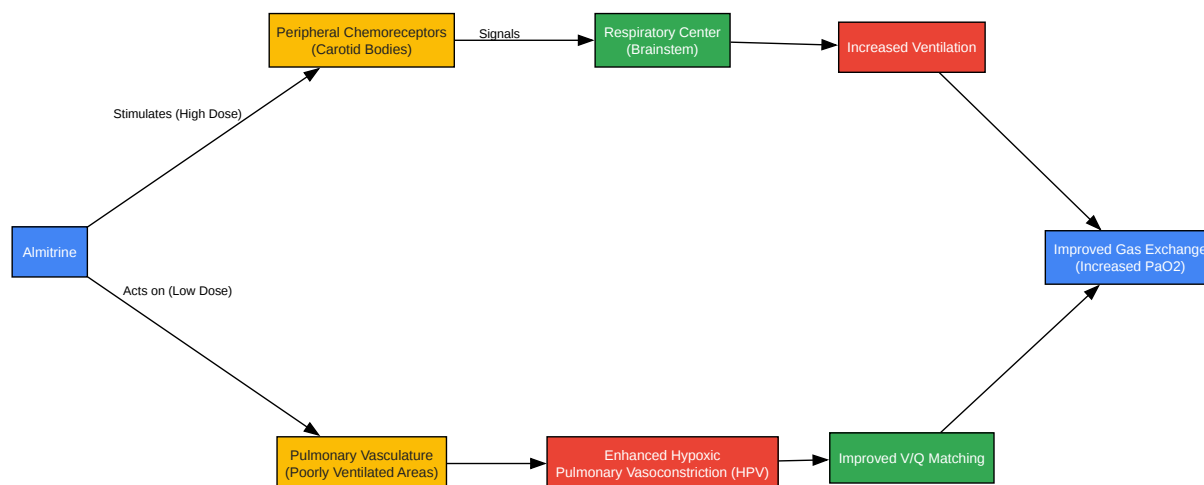 Peripheral Chemoreceptors
(Carotid Bodies)
Signals
Respiratory Center
(Brainstem)
Increased Ventilation
Stimulates (High Dose)
Almitrine
Improved Gas Exchange
(Increased PaO2)
Acts on (Low Dose)
Pulmonary Vasculature
(Poorly Ventilated Areas)
Enhanced Hypoxic
Pulmonary Vasoconstriction (HPV)
Improved V/Q Matching